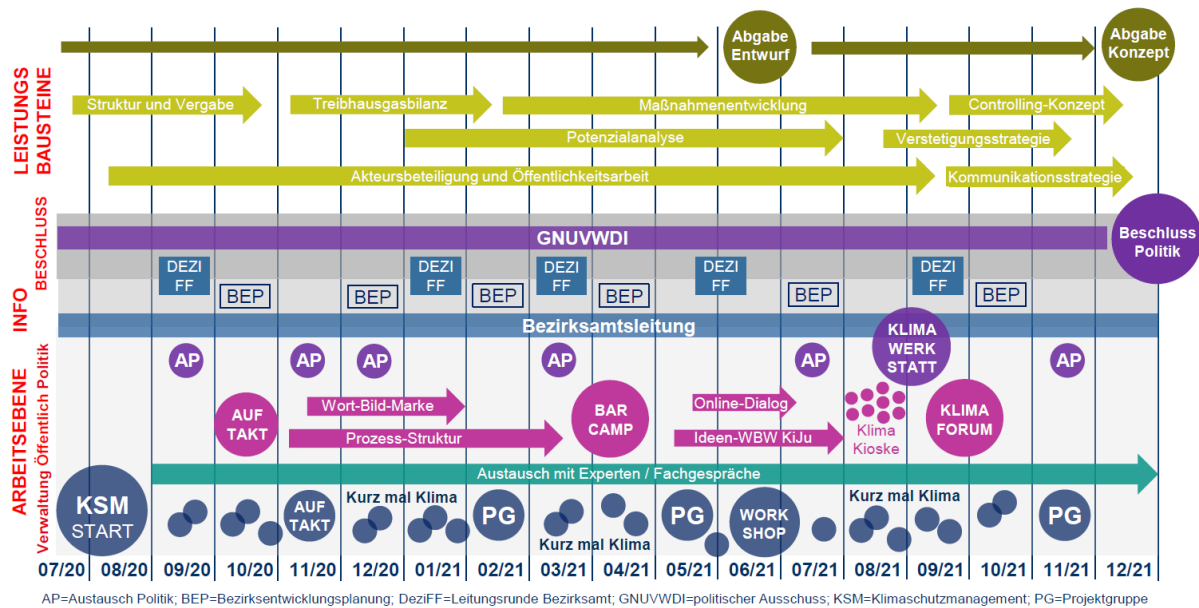 LEISTUNGS
BAUSTEINE
Abgabe
Entwurf
Abgabe
Konzept
Struktur und Vergabe
Treibhausgasbilanz
Maßnahmenentwicklung
Controlling-Konzept
Potenzialanalyse
Verstetigungsstrategie
Akteursbeteiligung und Öffentlichkeitsarbeit
Kommunikationsstrategie
BESCHLUSS
GNUVWDI
Beschluss
Politik
INFO
DEZI
FF
DEZI
FF
DEZI
FF
DEZI
FF
DEZI
FF
BEP
BEP
BEP
BEP
BEP
BEP
Bezirksamtsleitung
ARBEITSEBENE
Verwaltung Öffentlich Politik
AP
AP
AP
AP
AP
KLIMA
WERK
STATT
AP
AUF
TAKT
Wort-Bild-Marke
Prozess-Struktur
BAR
CAMP
Online-Dialog
Ideen-WBW KiJu
Klima
Kioske
KLIMA
FORUM
Austausch mit Experten / Fachgespräche
KSM
START
AUF
TAKT
Kurz mal Klima
PG
Kurz mal Klima
PG
WORK
SHOP
Kurz mal Klima
PG
07/20 08/20 09/20 10/20 11/20 12/20 01/21 02/21 03/21 04/21 05/21 06/21 07/21 08/21 09/21 10/21 11/21 12/21
AP=Austausch Politik; BEP=Bezirksentwicklungsplanung; DeziFF=Leitungsrunde Bezirksamt; GNUVWDI=politischer Ausschuss; KSM=Klimaschutzmanagement; PG=Projektgruppe